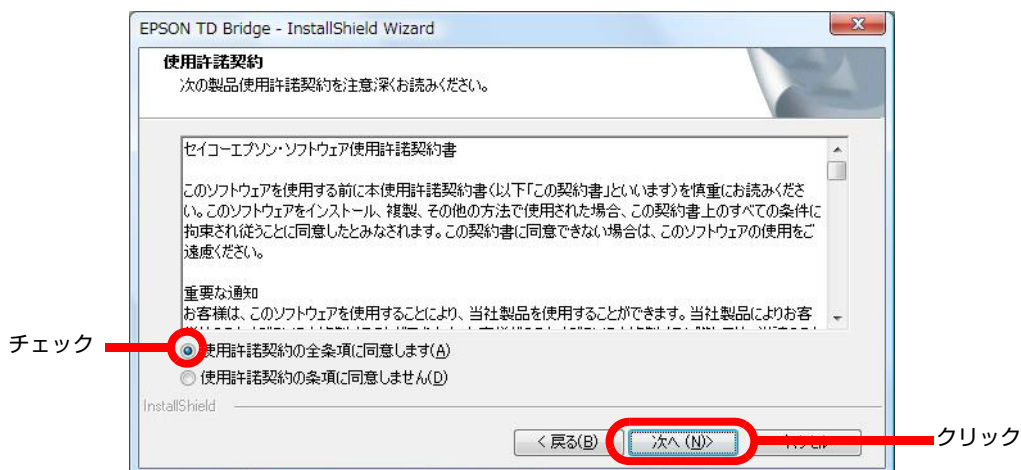 EPSON TD Bridge - InstallShield Wizard
使用許諾契約
次の製品使用許諾契約を注意深くお読みください。
セイコーエプソン・ソフトウェア使用許諾契約書
このソフトウェアを使用する前に本使用許諾契約書(以下「この契約書」といいます)を慎重にお読みくださ
い。このソフトウェアをインストール、複製、その他の方法で使用された場合、この契約書上のすべての条件に
拘束され従うことに同意したとみなされます。この契約書に同意できない場合は、このソフトウェアの使用をご
遠慮ください。
重要な通知
お客様は、このソフトウェアを使用することにより、当社製品を使用することができます。当社製品によりお客
チェック
使用許諾契約の全条項に同意します(A)
使用許諾契約の条項に同意しません(D)
InstallShield
< 戻る(B)
次へ (N)>
クリック